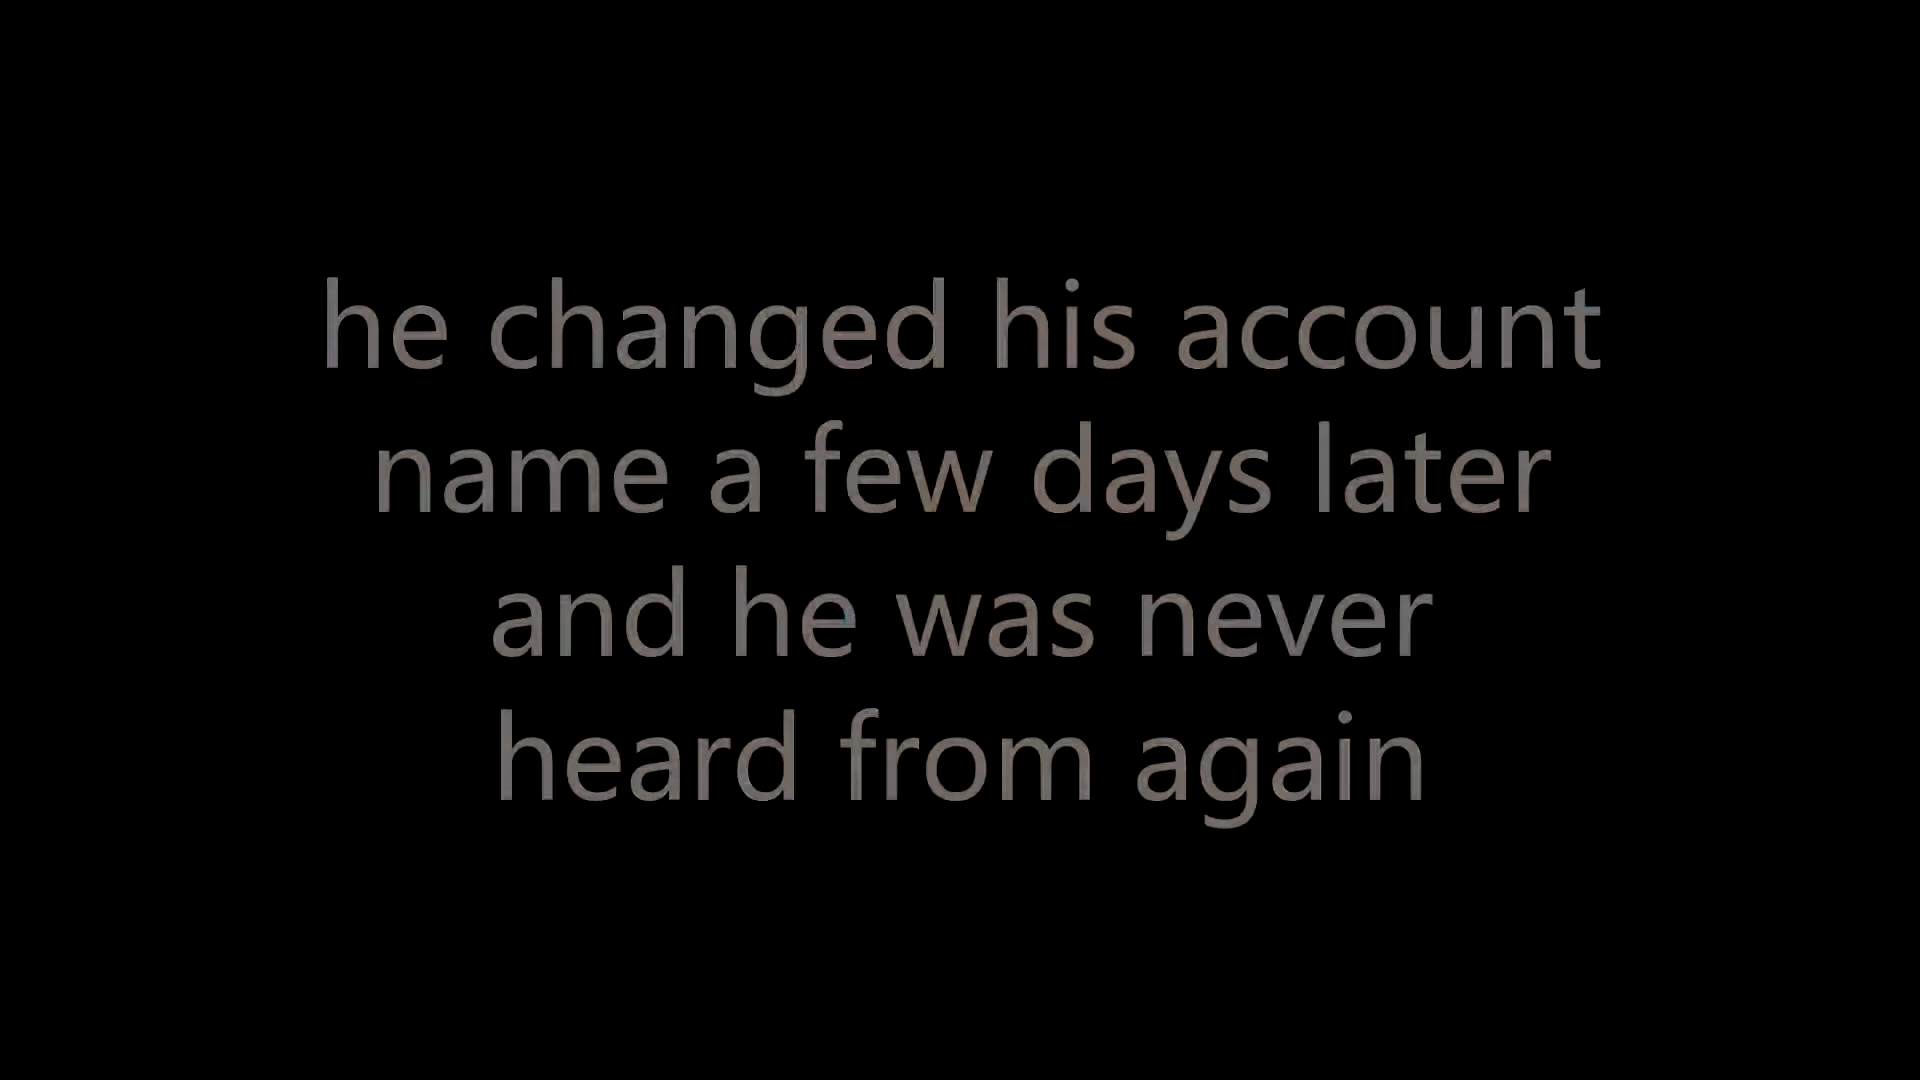 he changed his account
name a few days later
and he was never
heard from again